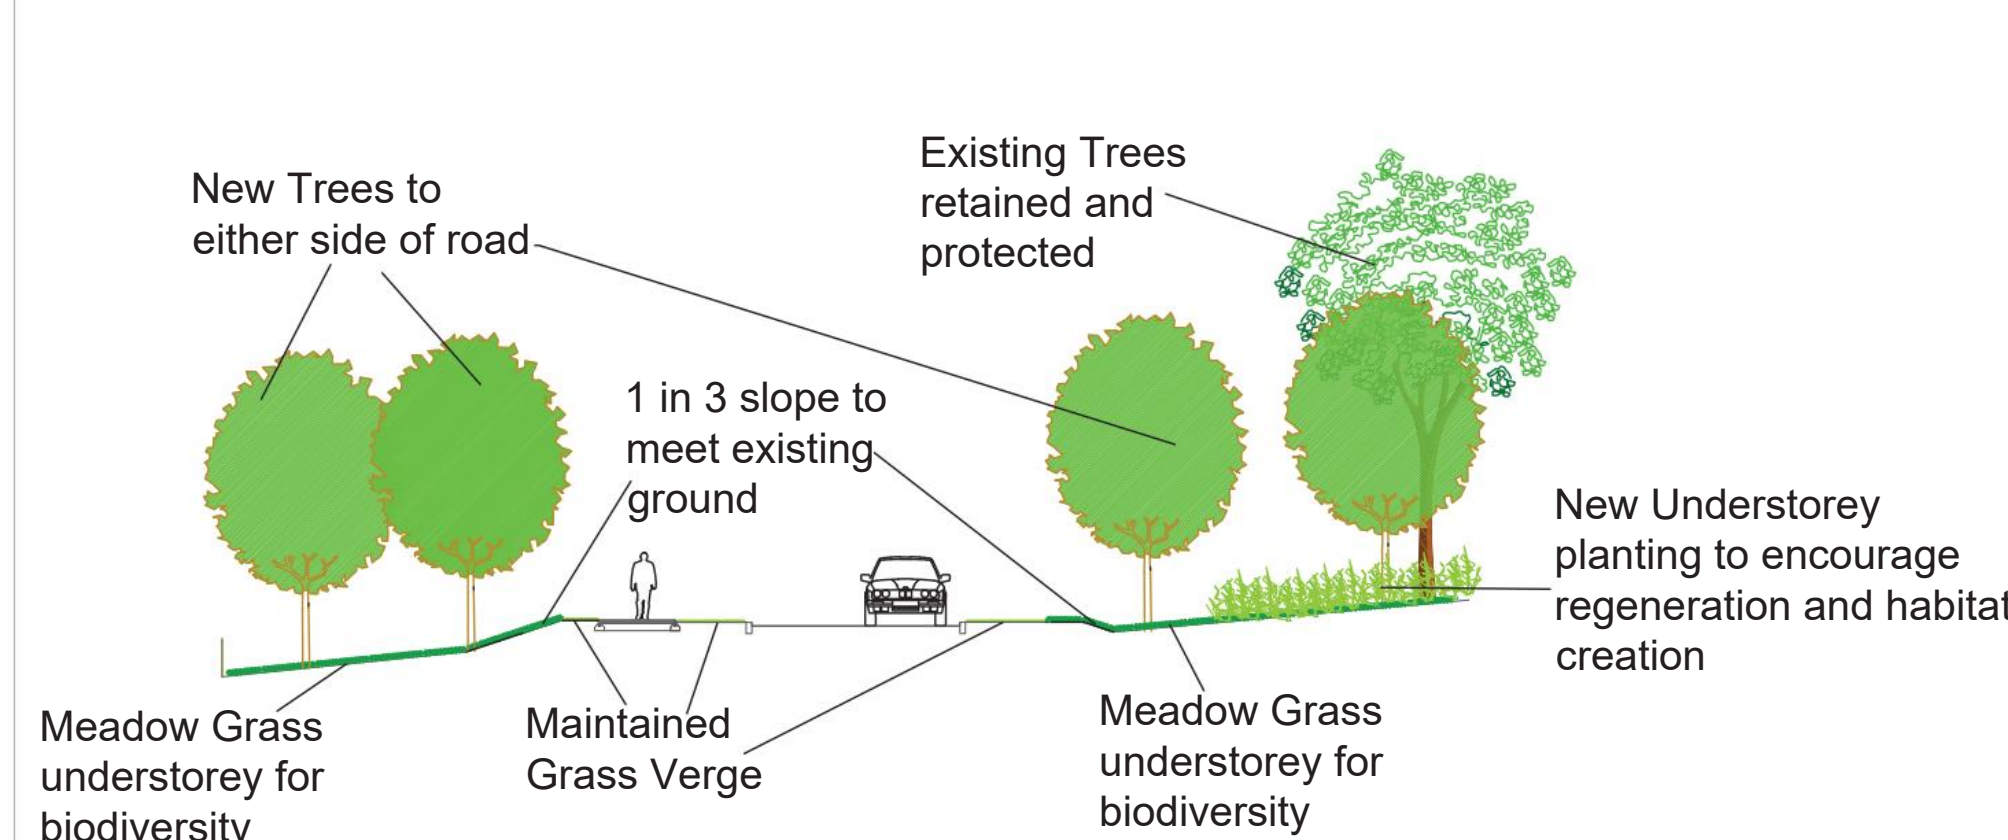 New Trees to
either side of road
Existing Trees
retained and
protected
1 in 3 slope to
meet existing
ground
New Understorey
planting to encourage
regeneration and habitat
creation
Meadow Grass
understorey for
biodiversity
Maintained
Grass Verge
Meadow Grass
understorey for
biodiversity